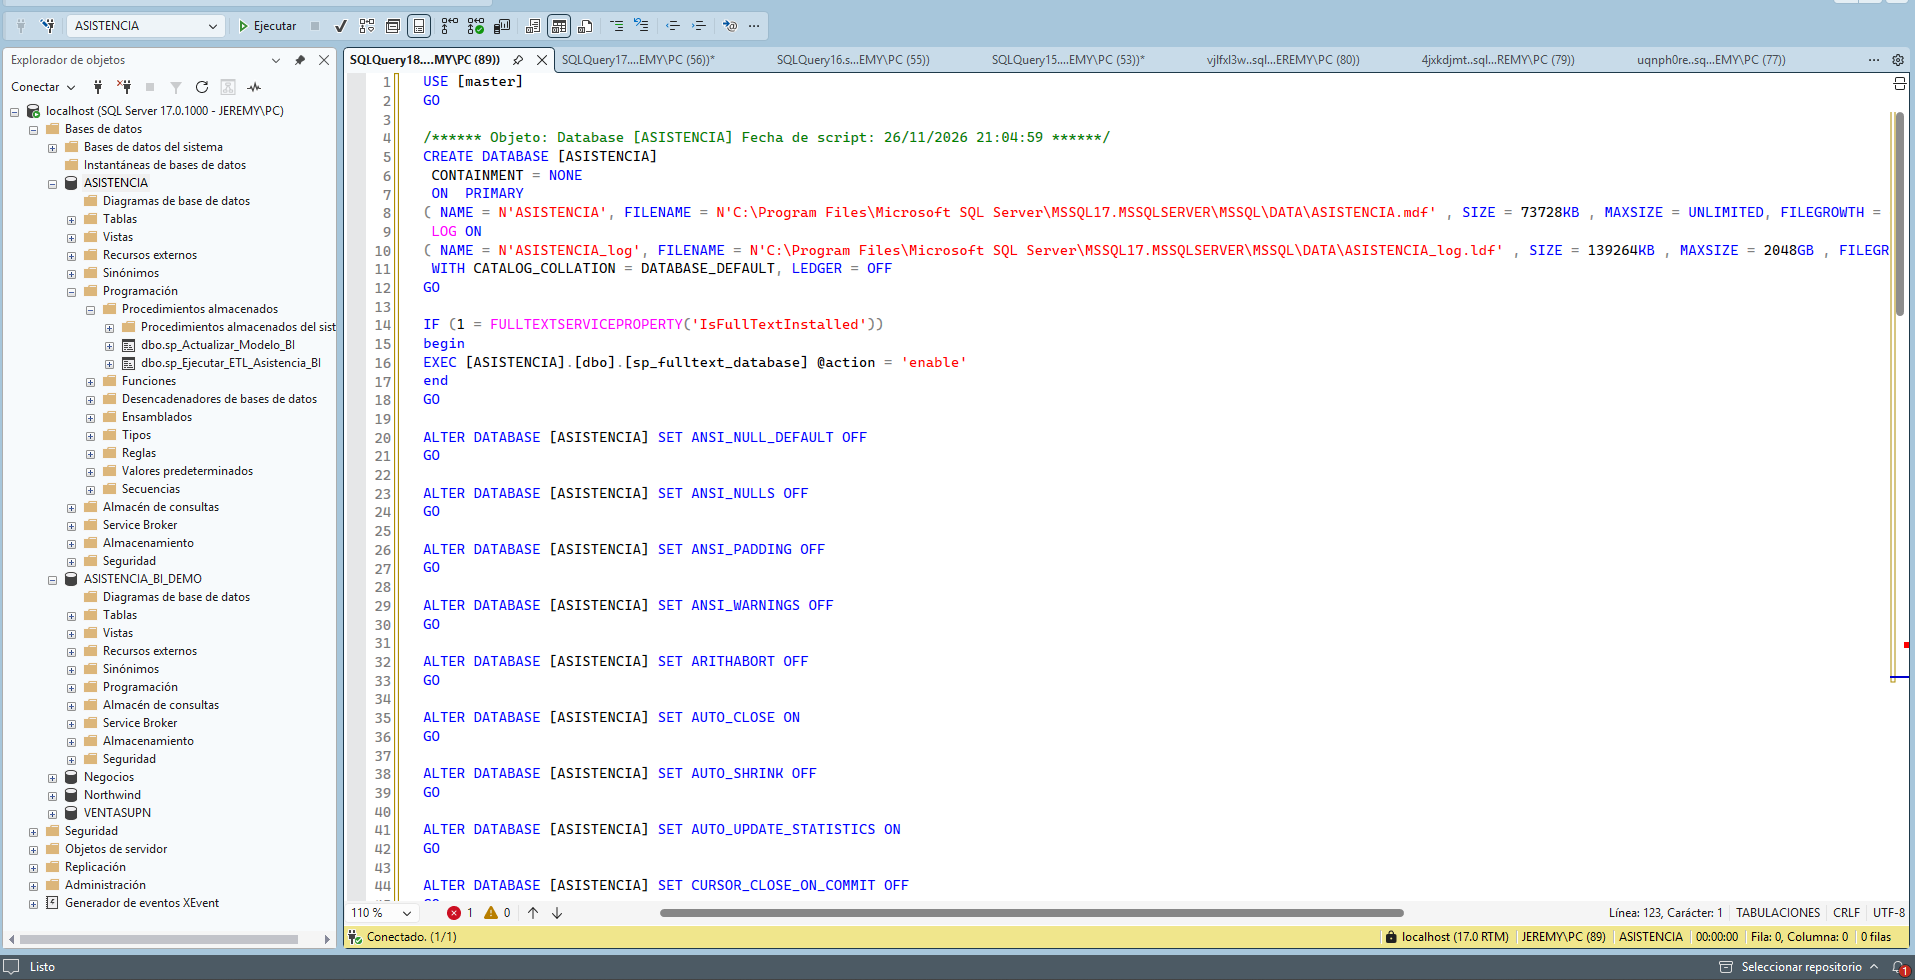 ASISTENCIA
Ejecutar
Explorador de objetos
Conectar
localhost (SQL Server 17.0.1000 - JEREMY\PC)
Bases de datos
Bases de datos del sistema
Instantáneas de bases de datos
ASISTENCIA
Diagramas de base de datos
Tablas
Vistas
Recursos externos
Sinónimos
Programación
Procedimientos almacenados
Procedimientos almacenados del sist
dbo.sp_Actualizar_Modelo_BI
dbo.sp_Ejecutar_ETL_Asistencia_BI
Funciones
Desencadenadores de bases de datos
Ensamblados
Tipos
Reglas
Valores predeterminados
Secuencias
Almacén de consultas
Service Broker
Almacenamiento
Seguridad
ASISTENCIA_BI_DEMO
Diagramas de base de datos
Tablas
Vistas
Recursos externos
Sinónimos
Programación
Almacén de consultas
Service Broker
Almacenamiento
Seguridad
Negocios
Northwind
VENTASUPN
Seguridad
Objetos de servidor
Replicación
Administración
Generador de eventos XEvent
SQLQuery18....MY\PC (89)) SQLQuery17....EMY\PC (56))* SQLQuery16.s...EMY\PC (55)) SQLQuery15....EMY\PC (53))* vjlfxl3w..sql...EREMY\PC (80)) 4jxkdjmt..sql...REMY\PC (79)) uqnph0re..sq...EMY\PC (77))
1 USE [master]
2 GO
3
4 /****** Objeto: Database [ASISTENCIA] Fecha de script: 26/11/2026 21:04:59 ******/
5 CREATE DATABASE [ASISTENCIA]
6 CONTAINMENT = NONE
7 ON  PRIMARY
8 ( NAME = N'ASISTENCIA', FILENAME = N'C:\Program Files\Microsoft SQL Server\MSSQL17.MSSQLSERVER\MSSQL\DATA\ASISTENCIA.mdf' , SIZE = 73728KB , MAXSIZE = UNLIMITED, FILEGROWTH =
9 LOG ON
10 ( NAME = N'ASISTENCIA_log', FILENAME = N'C:\Program Files\Microsoft SQL Server\MSSQL17.MSSQLSERVER\MSSQL\DATA\ASISTENCIA_log.ldf' , SIZE = 139264KB , MAXSIZE = 2048GB , FILEGR
11 WITH CATALOG_COLLATION = DATABASE_DEFAULT, LEDGER = OFF
12 GO
13
14 IF (1 = FULLTEXTSERVICEPROPERTY('IsFullTextInstalled'))
15 begin
16 EXEC [ASISTENCIA].[dbo].[sp_fulltext_database] @action = 'enable'
17 end
18 GO
19
20 ALTER DATABASE [ASISTENCIA] SET ANSI_NULL_DEFAULT OFF
21 GO
22
23 ALTER DATABASE [ASISTENCIA] SET ANSI_NULLS OFF
24 GO
25
26 ALTER DATABASE [ASISTENCIA] SET ANSI_PADDING OFF
27 GO
28
29 ALTER DATABASE [ASISTENCIA] SET ANSI_WARNINGS OFF
30 GO
31
32 ALTER DATABASE [ASISTENCIA] SET ARITHABORT OFF
33 GO
34
35 ALTER DATABASE [ASISTENCIA] SET AUTO_CLOSE ON
36 GO
37
38 ALTER DATABASE [ASISTENCIA] SET AUTO_SHRINK OFF
39 GO
40
41 ALTER DATABASE [ASISTENCIA] SET AUTO_UPDATE_STATISTICS ON
42 GO
43
44 ALTER DATABASE [ASISTENCIA] SET CURSOR_CLOSE_ON_COMMIT OFF
110 % 1 0 Línea: 123, Carácter: 1 TABULACIONES CRLF UTF-8
Conectado. (1/1) localhost (17.0 RTM) JEREMY\PC (89) ASISTENCIA 00:00:00 Fila: 0, Columna: 0 0 filas
Listo Seleccionar repositorio 1